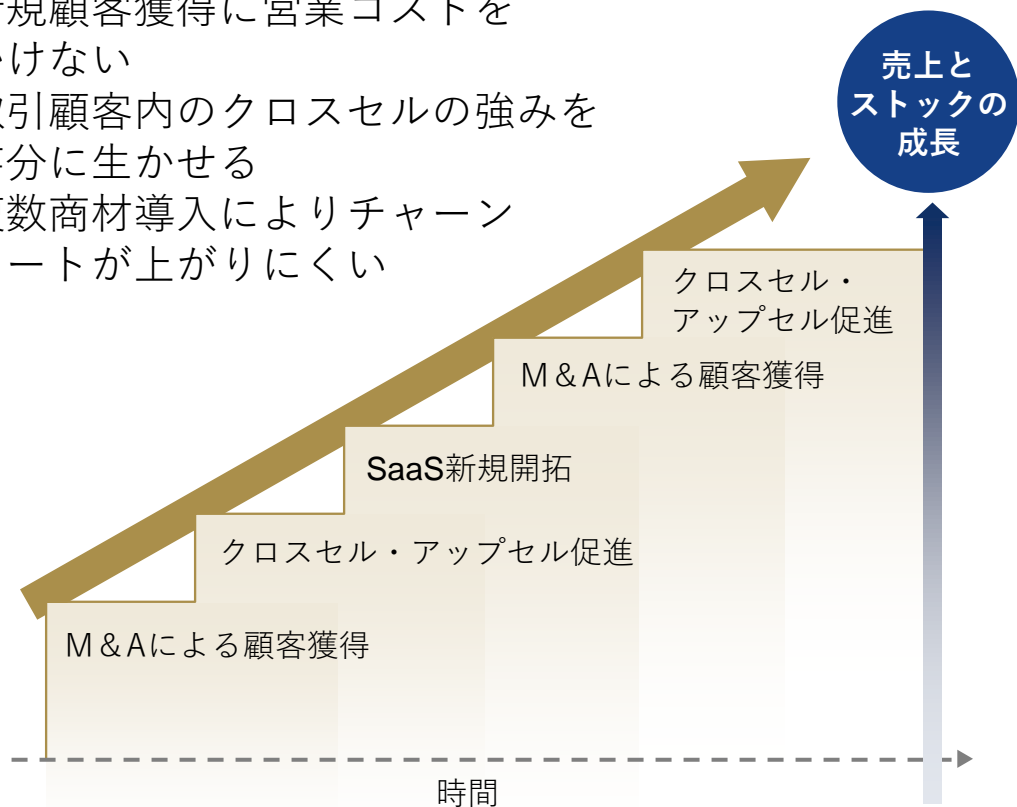 規顧客獲得に営業コストを
けない
引顧客内のクロスセルの強みを
分に生かせる
数商材導入によりチャーン
ートが上がりにくい
売上と
ストックの
成長
クロスセル・
アップセル促進
M&Aによる顧客獲得
SaaS新規開拓
クロスセル・アップセル促進
M&Aによる顧客獲得
時間